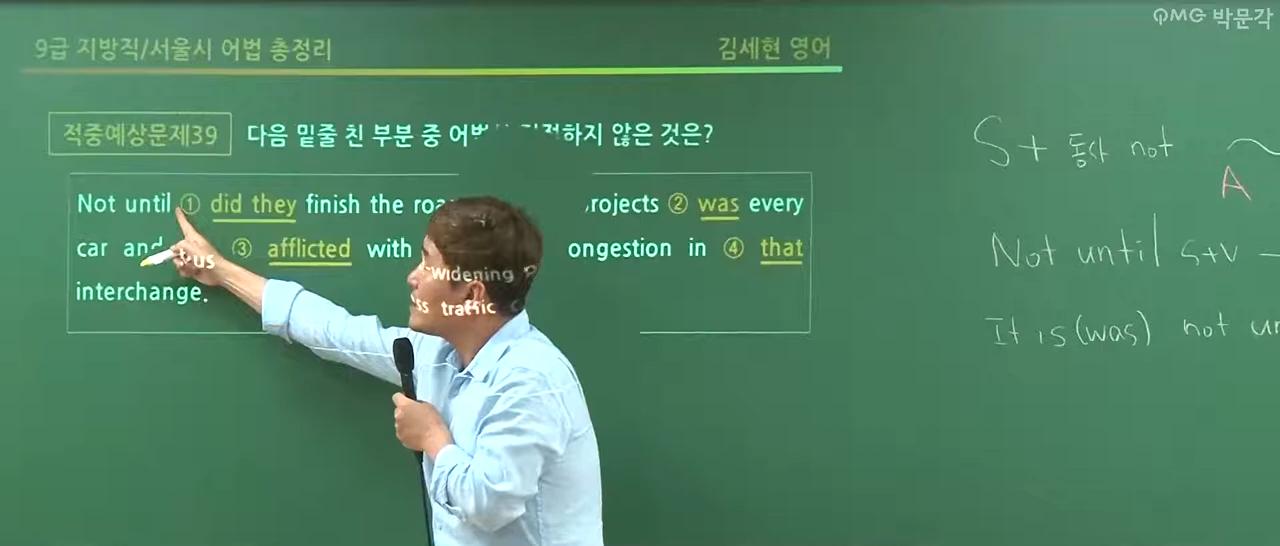 QMG 박문각
9급 지방직/서울시 어법 총정리
김세현 영어
적중예상문제39 다음 밑줄 친 부분 중 하지 않은 것은?
Not until ① did they finish the -widening rojects ② was every
car and bus ③ afflicted with ss traffic ongestion in ④ that
interchange.
S + 동사 not
A
Not until S+V
It is (was) not un